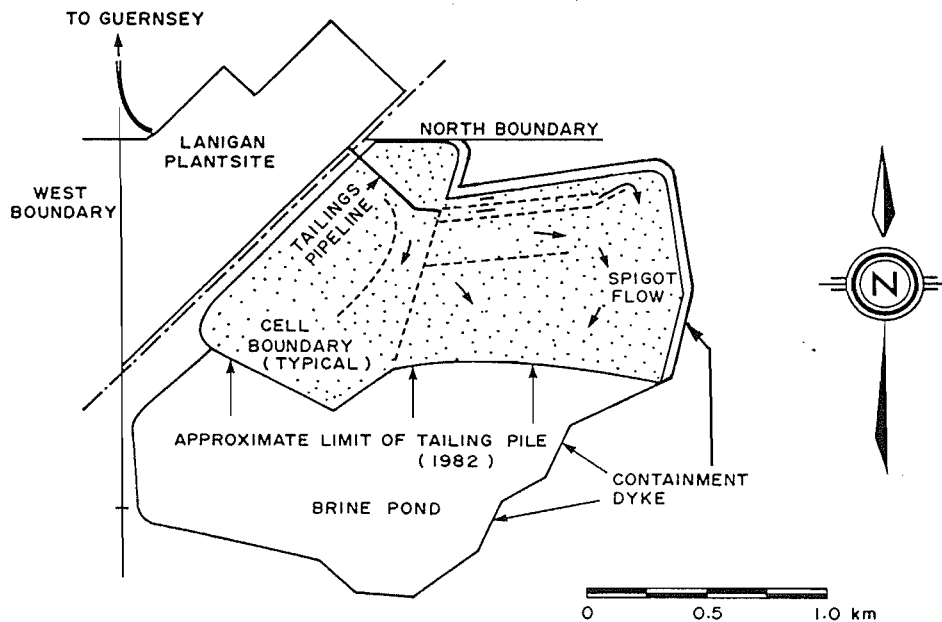 TO GUERNSEY
LANIGAN
PLANTSITE
NORTH BOUNDARY
WEST
BOUNDARY
TAILINGS
PIPELINE
SPIGOT
FLOW
CELL
BOUNDARY
(TYPICAL)
N
APPROXIMATE LIMIT OF TAILING PILE
(1982)
CONTAINMENT
DYKE
BRINE POND
0 0.5 1.0 km